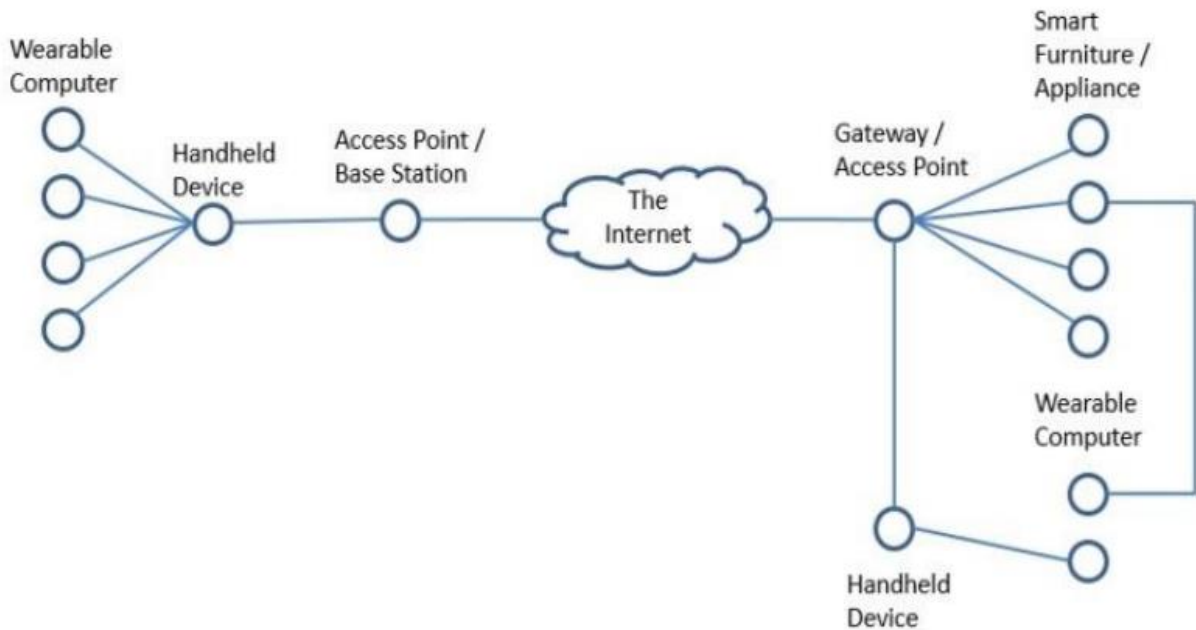 Wearable
Computer
Handheld
Device
Access Point /
Base Station
The
Internet
Gateway /
Access Point
Smart
Furniture /
Appliance
Wearable
Computer
Handheld
Device